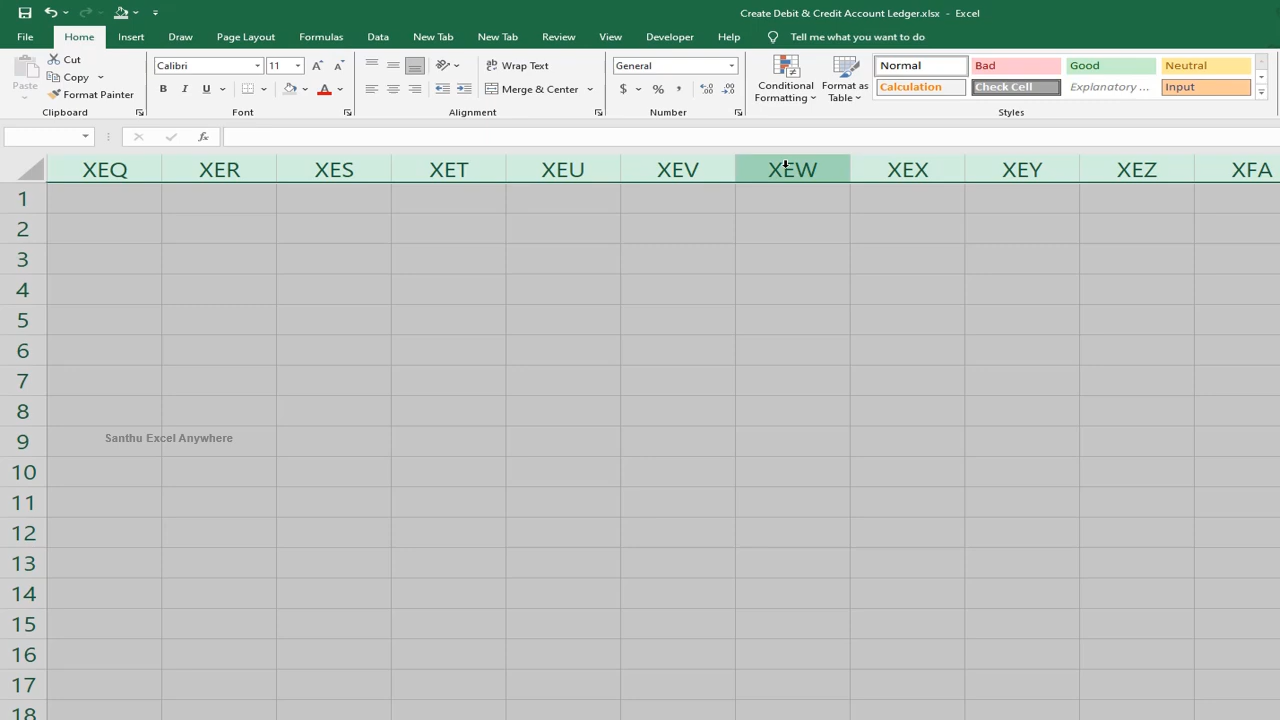 Create Debit & Credit Account Ledger.xlsx - Excel
File Home Insert Draw Page Layout Formulas Data New Tab New Tab Review View Developer Help Tell me what you want to do
Paste
Cut
Copy
Format Painter
Clipboard
Calibri 11
B I U
Font
Wrap Text
Merge & Center
Alignment
General
$ % ,
Number
Conditional Formatting
Format as Table
Normal Bad Good Neutral
Calculation Check Cell Explanatory ... Input
Styles
fx
XEQ XER XES XET XEU XEV XEW XEX XEY XEZ XFA
1
2
3
4
5
6
7
8
9
Santhu Excel Anywhere
10
11
12
13
14
15
16
17
18